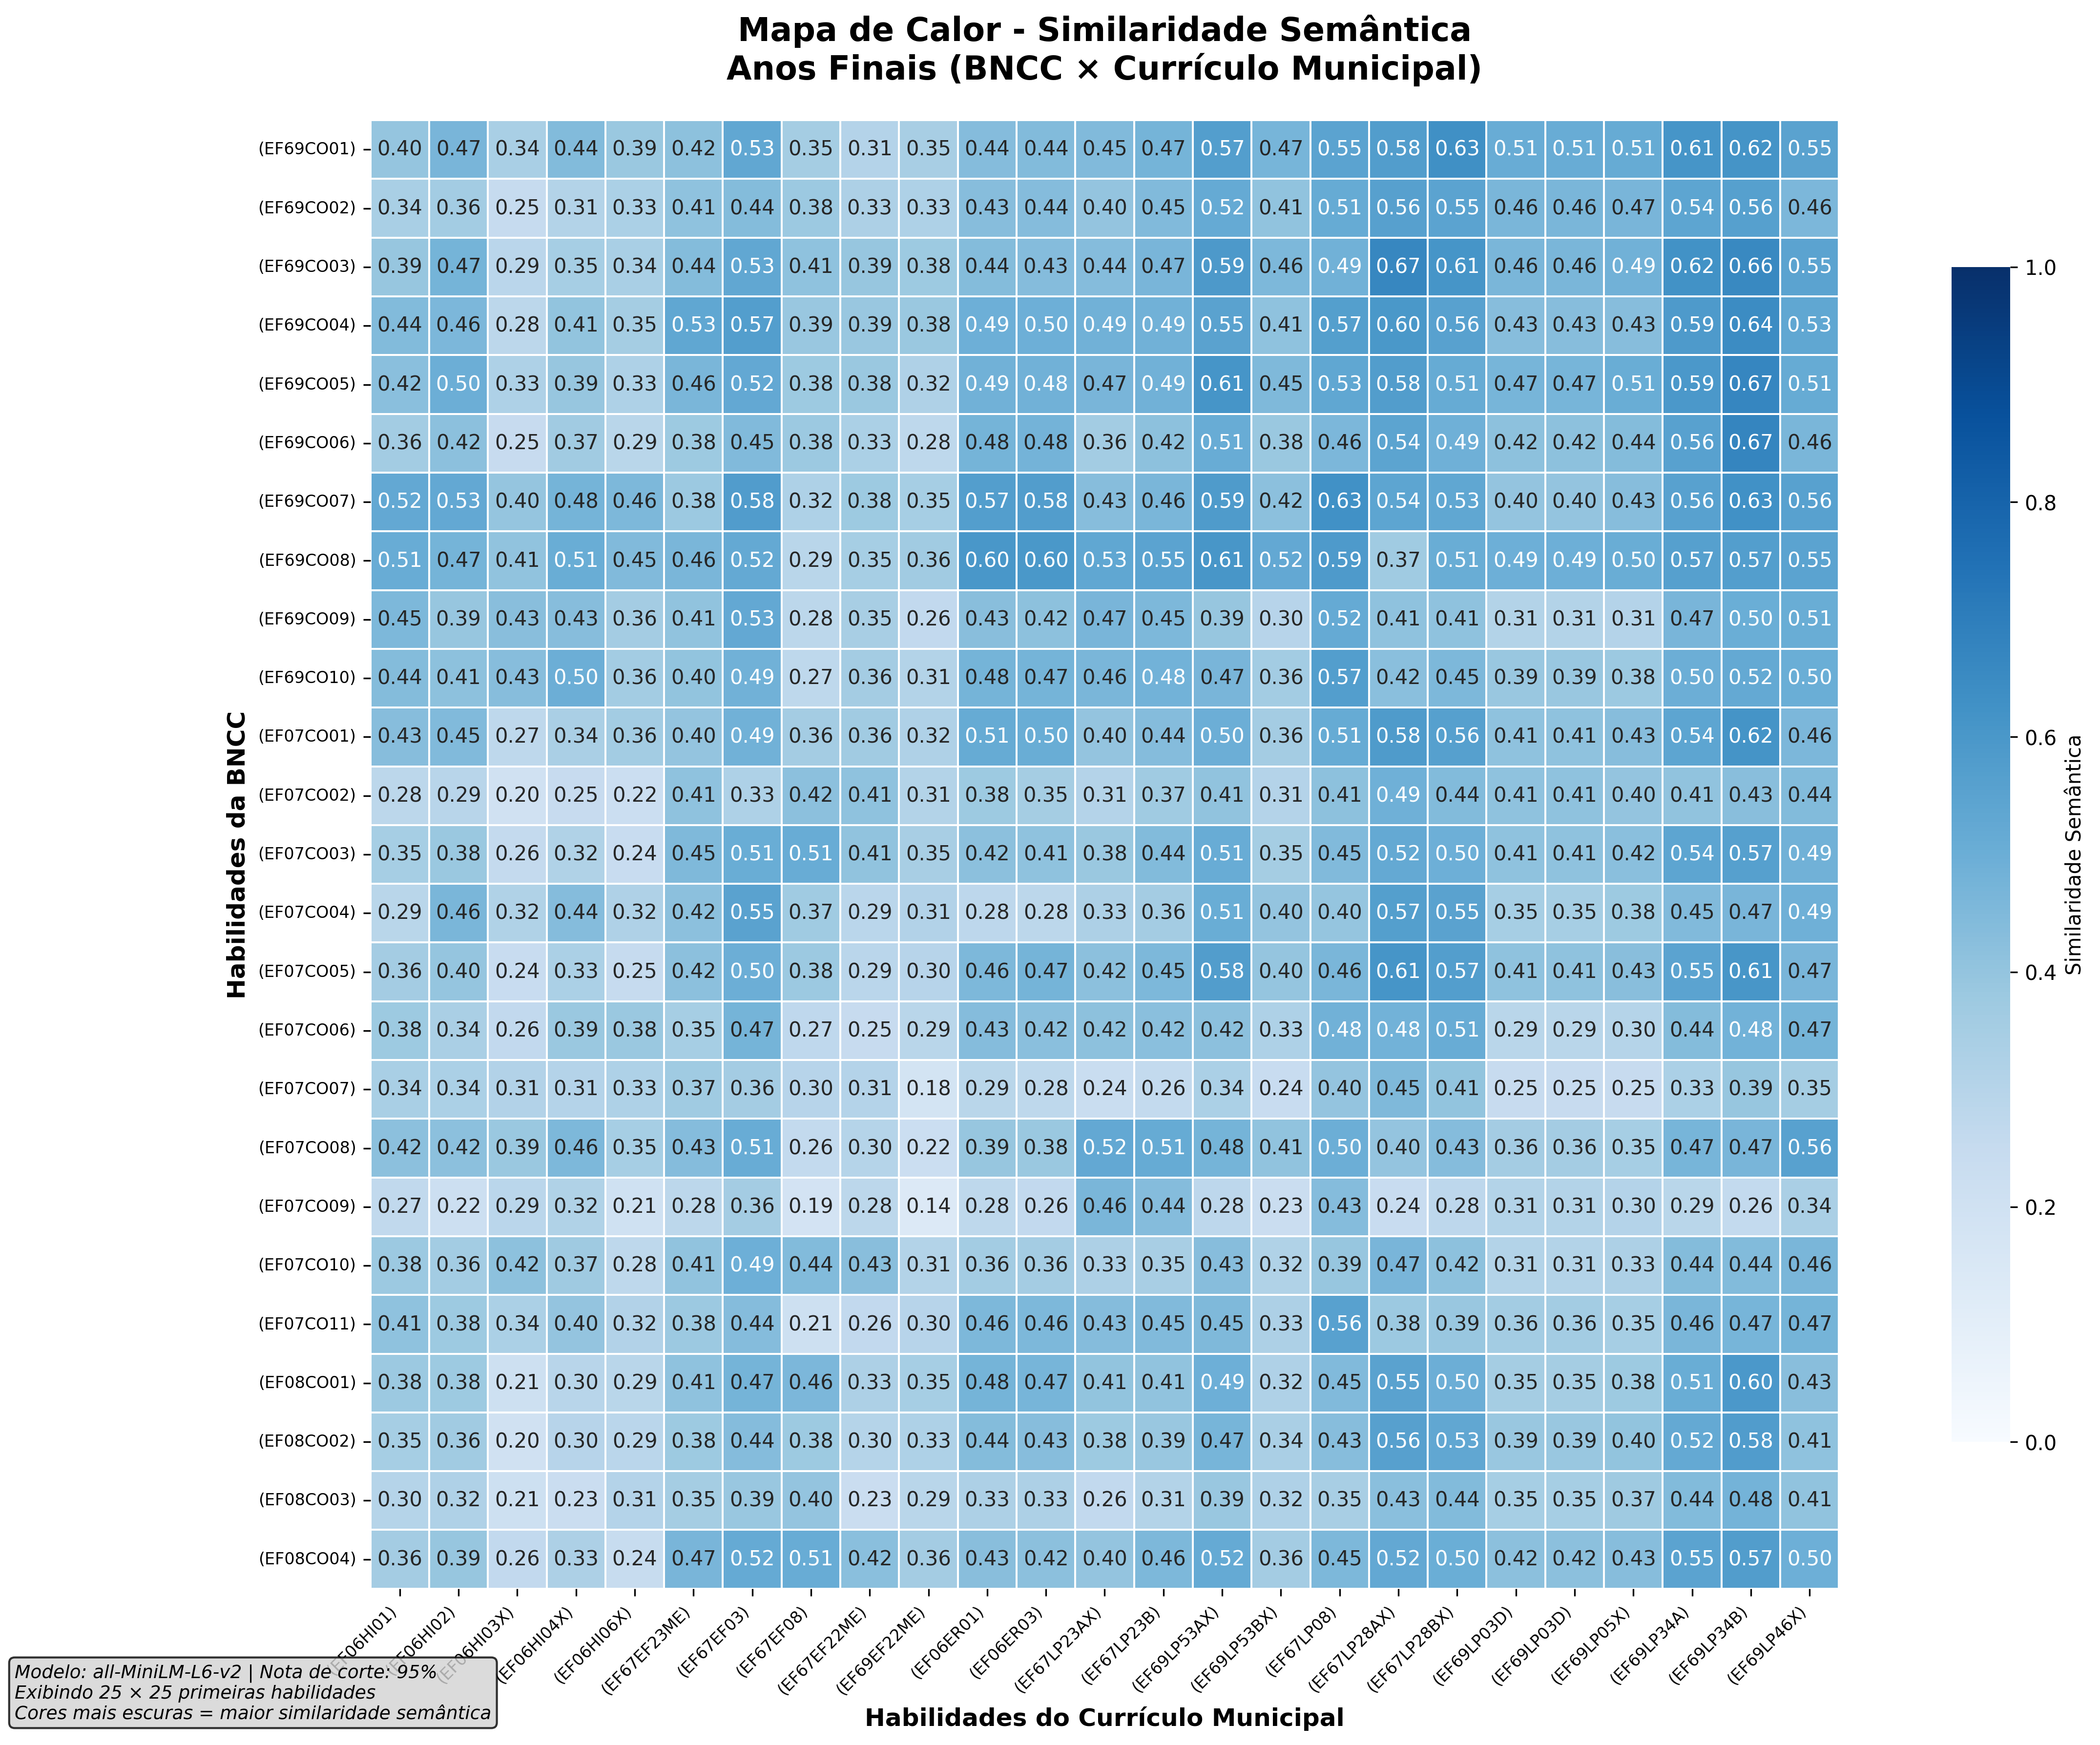 Mapa de Calor - Similaridade Semântica
Anos Finais (BNCC × Currículo Municipal)
(EF69CO01) 0.40 0.47 0.34 0.44 0.39 0.42 0.53 0.35 0.31 0.35 0.44 0.44 0.45 0.47 0.57 0.47 0.55 0.58 0.63 0.51 0.51 0.51 0.61 0.62 0.55
(EF69CO02) 0.34 0.36 0.25 0.31 0.33 0.41 0.44 0.38 0.33 0.33 0.43 0.44 0.40 0.45 0.52 0.41 0.51 0.56 0.55 0.46 0.46 0.47 0.54 0.56 0.46
(EF69CO03) 0.39 0.47 0.29 0.35 0.34 0.44 0.53 0.41 0.39 0.38 0.44 0.43 0.44 0.47 0.59 0.46 0.49 0.67 0.61 0.46 0.46 0.49 0.62 0.66 0.55
(EF69CO04) 0.44 0.46 0.28 0.41 0.35 0.53 0.57 0.39 0.39 0.38 0.49 0.50 0.49 0.49 0.55 0.41 0.57 0.60 0.56 0.43 0.43 0.43 0.59 0.64 0.53
(EF69CO05) 0.42 0.50 0.33 0.39 0.33 0.46 0.52 0.38 0.38 0.32 0.49 0.48 0.47 0.49 0.61 0.45 0.53 0.58 0.51 0.47 0.47 0.51 0.59 0.67 0.51
(EF69CO06) 0.36 0.42 0.25 0.37 0.29 0.38 0.45 0.38 0.33 0.28 0.48 0.48 0.36 0.42 0.51 0.38 0.46 0.54 0.49 0.42 0.42 0.44 0.56 0.67 0.46
(EF69CO07) 0.52 0.53 0.40 0.48 0.46 0.38 0.58 0.32 0.38 0.35 0.57 0.58 0.43 0.46 0.59 0.42 0.63 0.54 0.53 0.40 0.40 0.43 0.56 0.63 0.56
(EF69CO08) 0.51 0.47 0.41 0.51 0.45 0.46 0.52 0.29 0.35 0.36 0.60 0.60 0.53 0.55 0.61 0.52 0.59 0.37 0.51 0.49 0.49 0.50 0.57 0.57 0.55
(EF69CO09) 0.45 0.39 0.43 0.43 0.36 0.41 0.53 0.28 0.35 0.26 0.43 0.42 0.47 0.45 0.39 0.30 0.52 0.41 0.41 0.31 0.31 0.31 0.47 0.50 0.51
(EF69CO10) 0.44 0.41 0.43 0.50 0.36 0.40 0.49 0.27 0.36 0.31 0.48 0.47 0.46 0.48 0.47 0.36 0.57 0.42 0.45 0.39 0.39 0.38 0.50 0.52 0.50
(EF07CO01) 0.43 0.45 0.27 0.34 0.36 0.40 0.49 0.36 0.36 0.32 0.51 0.50 0.40 0.44 0.50 0.36 0.51 0.58 0.56 0.41 0.41 0.43 0.54 0.62 0.46
(EF07CO02) 0.28 0.29 0.20 0.25 0.22 0.41 0.33 0.42 0.41 0.31 0.38 0.35 0.31 0.37 0.41 0.31 0.41 0.49 0.44 0.41 0.41 0.40 0.41 0.43 0.44
(EF07CO03) 0.35 0.38 0.26 0.32 0.24 0.45 0.51 0.51 0.41 0.35 0.42 0.41 0.38 0.44 0.51 0.35 0.45 0.52 0.50 0.41 0.41 0.42 0.54 0.57 0.49
(EF07CO04) 0.29 0.46 0.32 0.44 0.32 0.42 0.55 0.37 0.29 0.31 0.28 0.28 0.33 0.36 0.51 0.40 0.40 0.57 0.55 0.35 0.35 0.38 0.45 0.47 0.49
(EF07CO05) 0.36 0.40 0.24 0.33 0.25 0.42 0.50 0.38 0.29 0.30 0.46 0.47 0.42 0.45 0.58 0.40 0.46 0.61 0.57 0.41 0.41 0.43 0.55 0.61 0.47
(EF07CO06) 0.38 0.34 0.26 0.39 0.38 0.35 0.47 0.27 0.25 0.29 0.43 0.42 0.42 0.42 0.42 0.33 0.48 0.48 0.51 0.29 0.29 0.30 0.44 0.48 0.47
(EF07CO07) 0.34 0.34 0.31 0.31 0.33 0.37 0.36 0.30 0.31 0.18 0.29 0.28 0.24 0.26 0.34 0.24 0.40 0.45 0.41 0.25 0.25 0.25 0.33 0.39 0.35
(EF07CO08) 0.42 0.42 0.39 0.46 0.35 0.43 0.51 0.26 0.30 0.22 0.39 0.38 0.52 0.51 0.48 0.41 0.50 0.40 0.43 0.36 0.36 0.35 0.47 0.47 0.56
(EF07CO09) 0.27 0.22 0.29 0.32 0.21 0.28 0.36 0.19 0.28 0.14 0.28 0.26 0.46 0.44 0.28 0.23 0.43 0.24 0.28 0.31 0.31 0.30 0.29 0.26 0.34
(EF07CO10) 0.38 0.36 0.42 0.37 0.28 0.41 0.49 0.44 0.43 0.31 0.36 0.36 0.33 0.35 0.43 0.32 0.39 0.47 0.42 0.31 0.31 0.33 0.44 0.44 0.46
(EF07CO11) 0.41 0.38 0.34 0.40 0.32 0.38 0.44 0.21 0.26 0.30 0.46 0.46 0.43 0.45 0.45 0.33 0.56 0.38 0.39 0.36 0.36 0.35 0.46 0.47 0.47
(EF08CO01) 0.38 0.38 0.21 0.30 0.29 0.41 0.47 0.46 0.33 0.35 0.48 0.47 0.41 0.41 0.49 0.32 0.45 0.55 0.50 0.35 0.35 0.38 0.51 0.60 0.43
(EF08CO02) 0.35 0.36 0.20 0.30 0.29 0.38 0.44 0.38 0.30 0.33 0.44 0.43 0.38 0.39 0.47 0.34 0.43 0.56 0.53 0.39 0.39 0.40 0.52 0.58 0.41
(EF08CO03) 0.30 0.32 0.21 0.23 0.31 0.35 0.39 0.40 0.23 0.29 0.33 0.33 0.26 0.31 0.39 0.32 0.35 0.43 0.44 0.35 0.35 0.37 0.44 0.48 0.41
(EF08CO04) 0.36 0.39 0.26 0.33 0.24 0.47 0.52 0.51 0.42 0.36 0.43 0.42 0.40 0.46 0.52 0.36 0.45 0.52 0.50 0.42 0.42 0.43 0.55 0.57 0.50
Habilidades da BNCC
(EF06HI01) (EF06HI02) (EF06HI03X) (EF06HI04X) (EF06HI06X) (EF67EF23ME) (EF67EF03) (EF67EF08) (EF67EF22ME) (EF69EF22ME) (EF06ER01) (EF06ER03) (EF67LP23AX) (EF67LP23B) (EF69LP53AX) (EF69LP53BX) (EF67LP08) (EF67LP28AX) (EF67LP28BX) (EF69LP03D) (EF69LP03D) (EF69LP05X) (EF69LP34A) (EF69LP34B) (EF69LP46X)
Habilidades do Currículo Municipal
1.0
0.8
0.6
0.4
0.2
0.0
Similaridade Semântica
Modelo: all-MiniLM-L6-v2 | Nota de corte: 95%
Exibindo 25 × 25 primeiras habilidades
Cores mais escuras = maior similaridade semântica